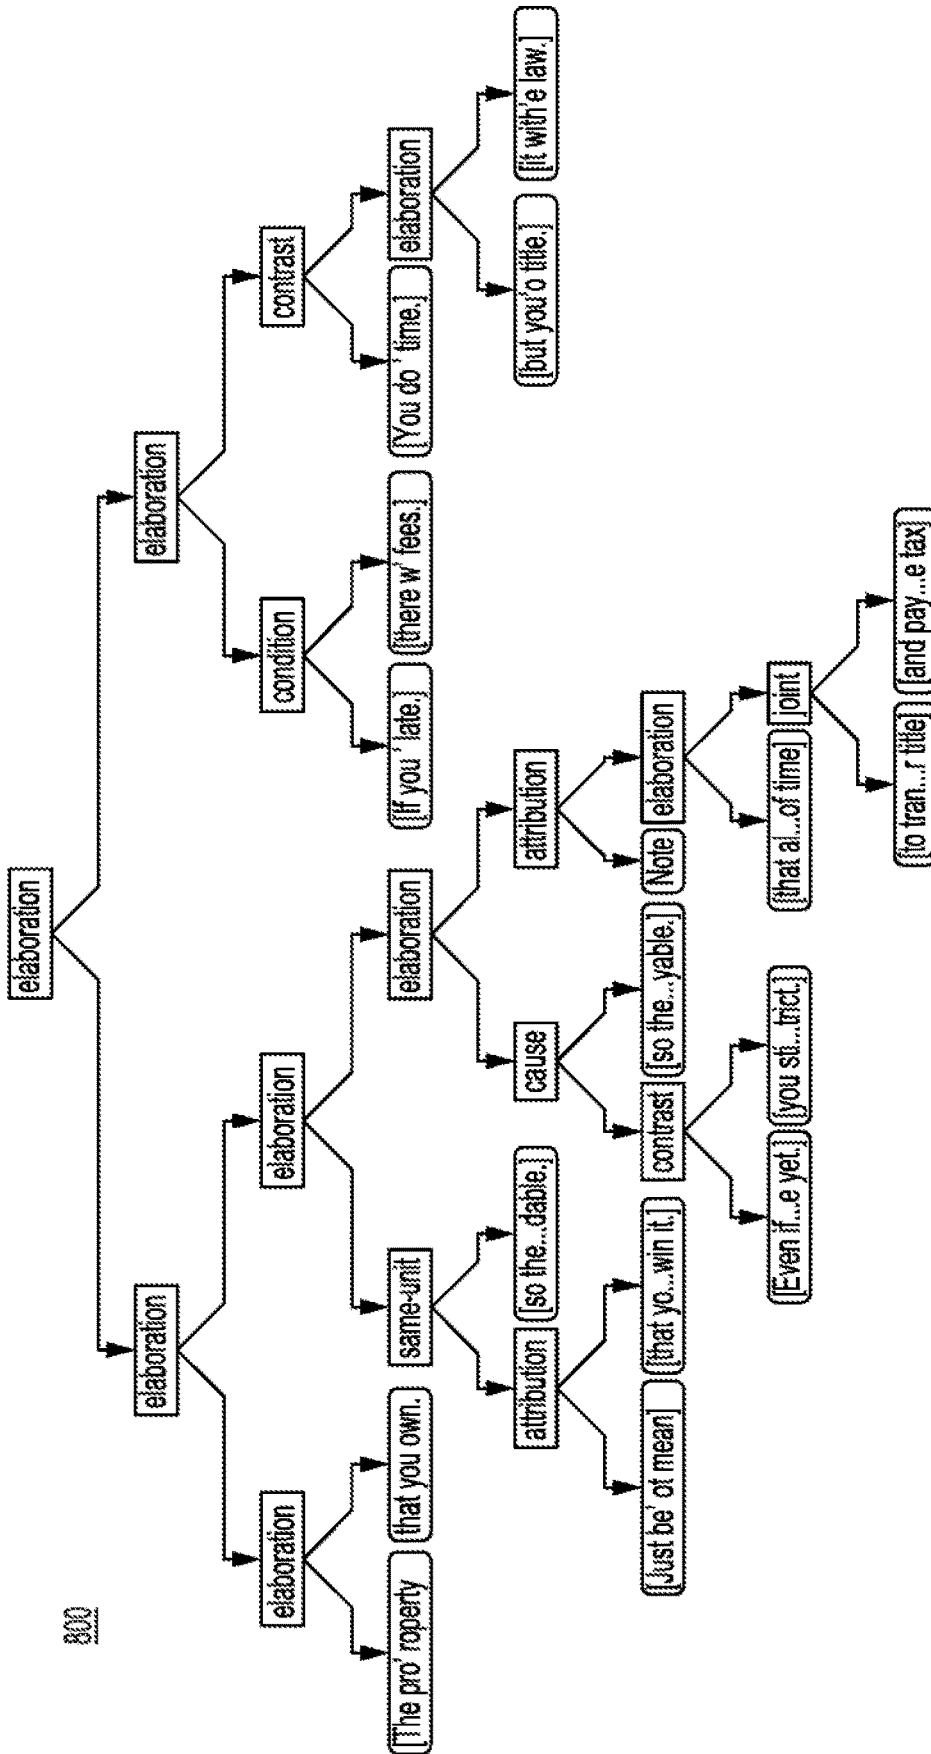 800
elaboration
elaboration
elaboration
elaboration
elaboration
condition
contrast
[The pro' roperty
[that you own.
same-unit
elaboration
[If you ' late,]
[there w' fees.]
[You do ' time,]
elaboration
attribution
[so the...dable,]
cause
attribution
[but you'o title,]
[it with'e law.]
[Just be' ot mean]
[that yo...win it.]
contrast
[so the...yable.]
[Note
elaboration
[Even if...e yet.]
[you sti...trict.]
[that al...of time]
joint
[to tran...r title]
[and pay...e tax]